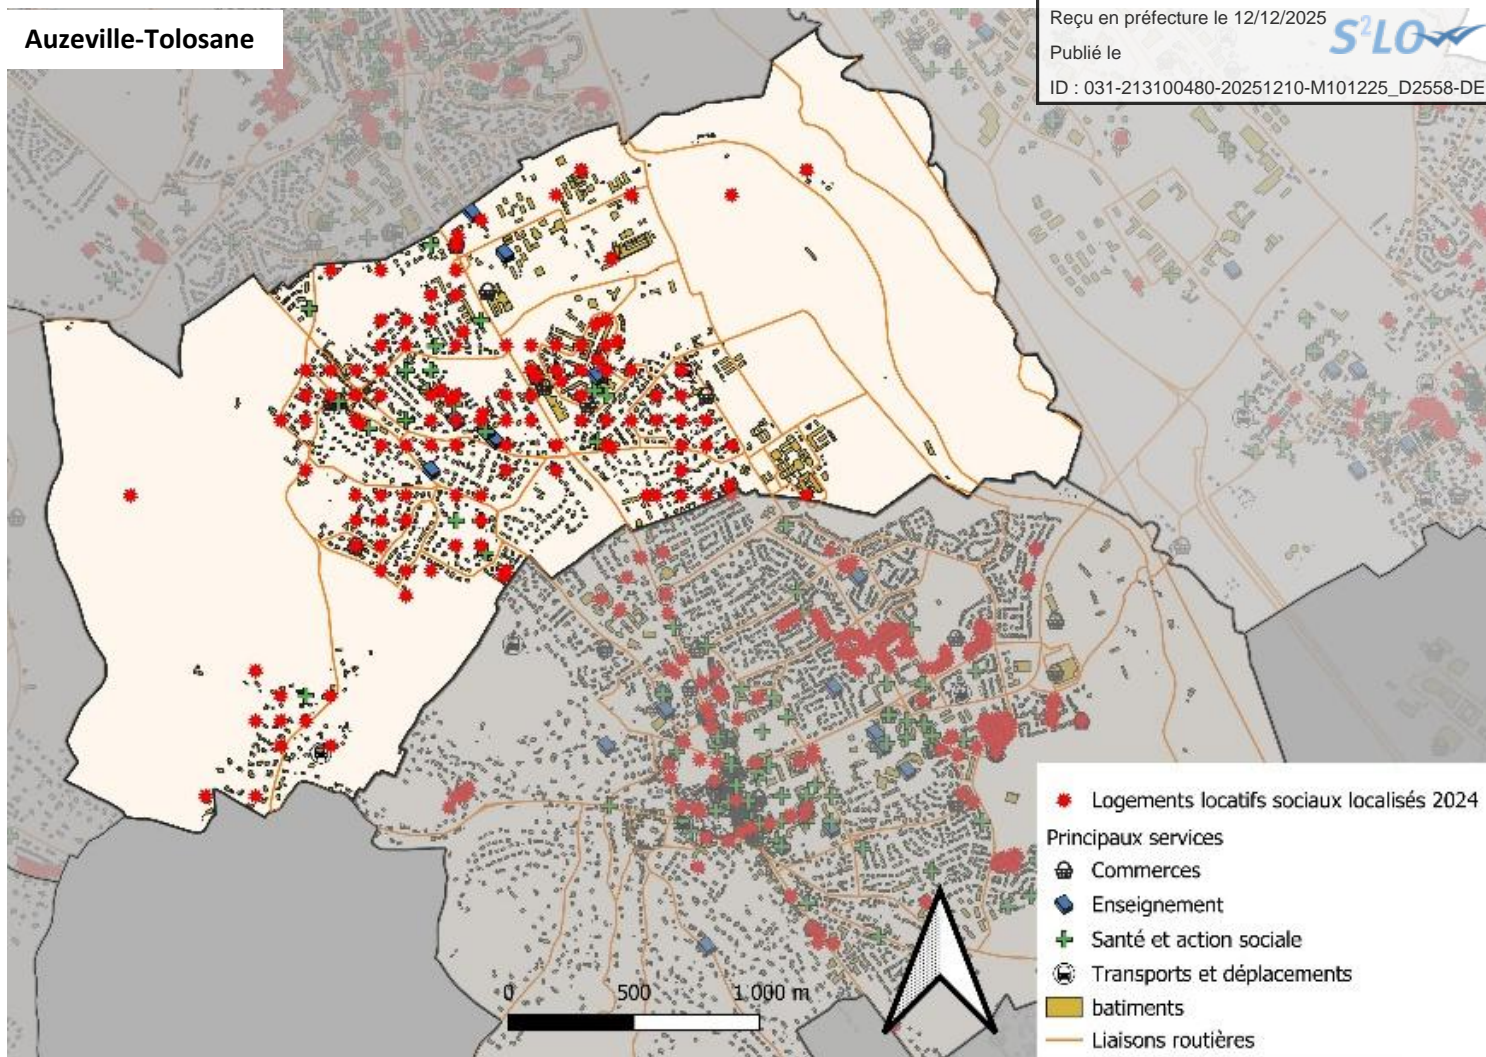 Auzeville-Tolosane
Reçu en préfecture le 12/12/2025
Publié le
ID : 031-213100480-20251210-M101225_D2558-DE
S²LO
Logements locatifs sociaux localisés 2024
Principaux services
Commerces
Enseignement
Santé et action sociale
Transports et déplacements
batiments
Liaisons routières
0 500 1 000 m